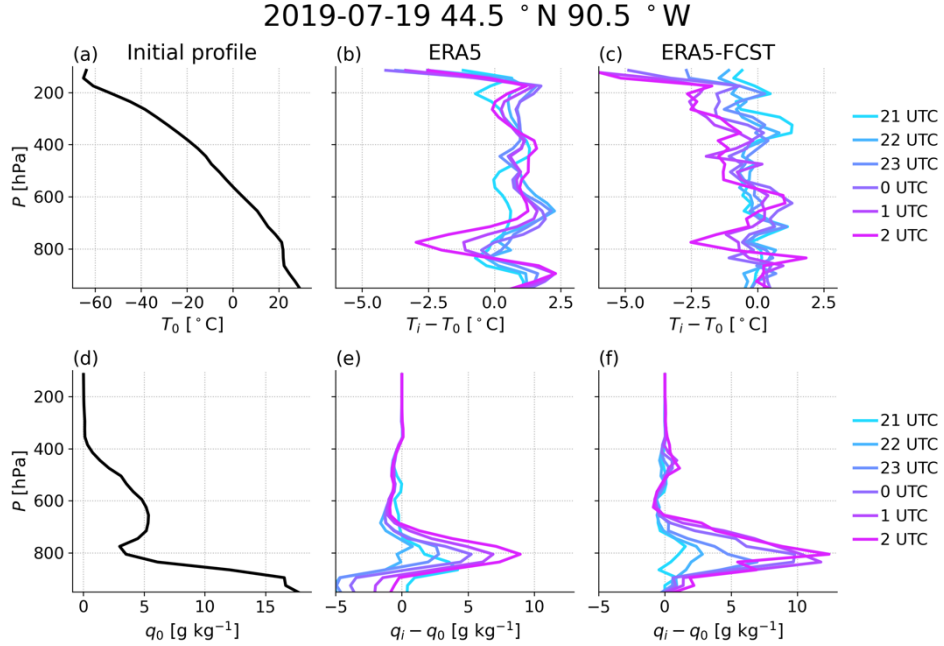 2019-07-19 44.5 °N 90.5 °W
(a) Initial profile
(b) ERA5
(c) ERA5-FCST
P [hPa]
200
400
600
800
−60 −40 −20 0 20
T₀ [°C]
−5.0 −2.5 0.0 2.5
Tᵢ − T₀ [°C]
−5.0 −2.5 0.0 2.5
Tᵢ − T₀ [°C]
21 UTC
22 UTC
23 UTC
0 UTC
1 UTC
2 UTC
(d)
(e)
(f)
P [hPa]
200
400
600
800
0 5 10 15
q₀ [g kg⁻¹]
−5 0 5 10
qᵢ − q₀ [g kg⁻¹]
−5 0 5 10
qᵢ − q₀ [g kg⁻¹]
21 UTC
22 UTC
23 UTC
0 UTC
1 UTC
2 UTC